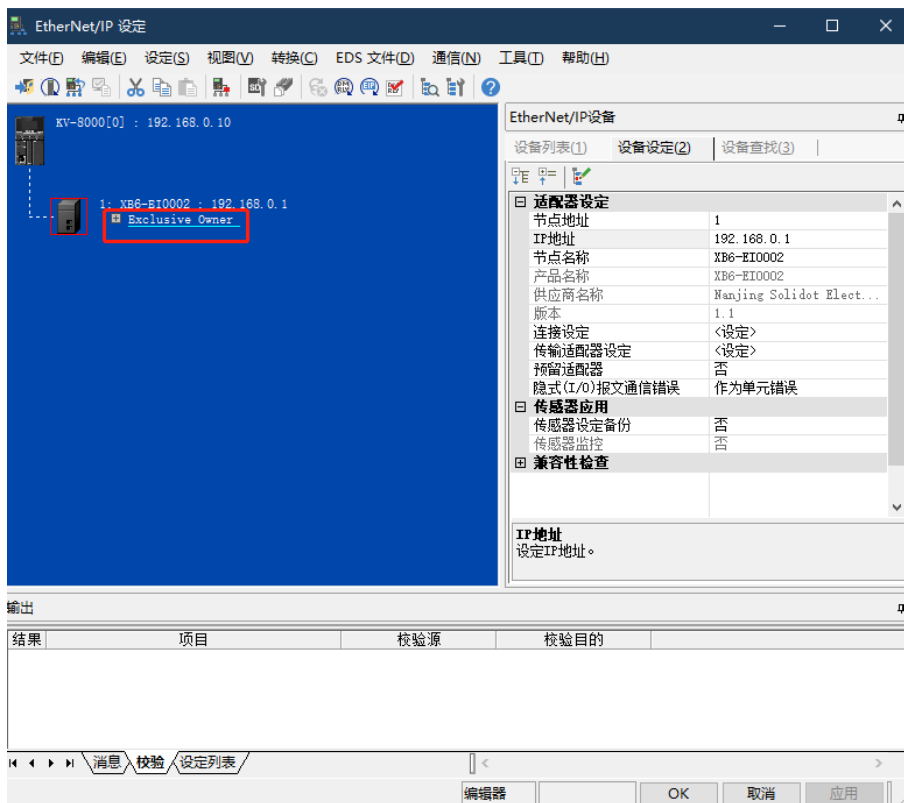 EtherNet/IP 设定
文件(F) 编辑(E) 设定(S) 视图(V) 转换(C) EDS 文件(D) 通信(N) 工具(T) 帮助(H)
KV-8000[0] : 192.168.0.10
1: XB6-EI0002 : 192.168.0.1
Exclusive Owner
EtherNet/IP设备
设备列表(1) 设备设定(2) 设备查找(3)
适配器设定
节点地址 1
IP地址 192.168.0.1
节点名称 XB6-EI0002
产品名称 XB6-EI0002
供应商名称 Nanjing Solidot Elect...
版本 1.1
连接设定 <设定>
传输适配器设定 <设定>
预留适配器 否
隐式(I/O)报文通信错误 作为单元错误
传感器应用
传感器设定备份 否
传感器监控 否
兼容性检查
IP地址
设定IP地址。
输出
结果 项目 校验源 校验目的
消息 校验 设定列表
编辑器 OK 取消 应用